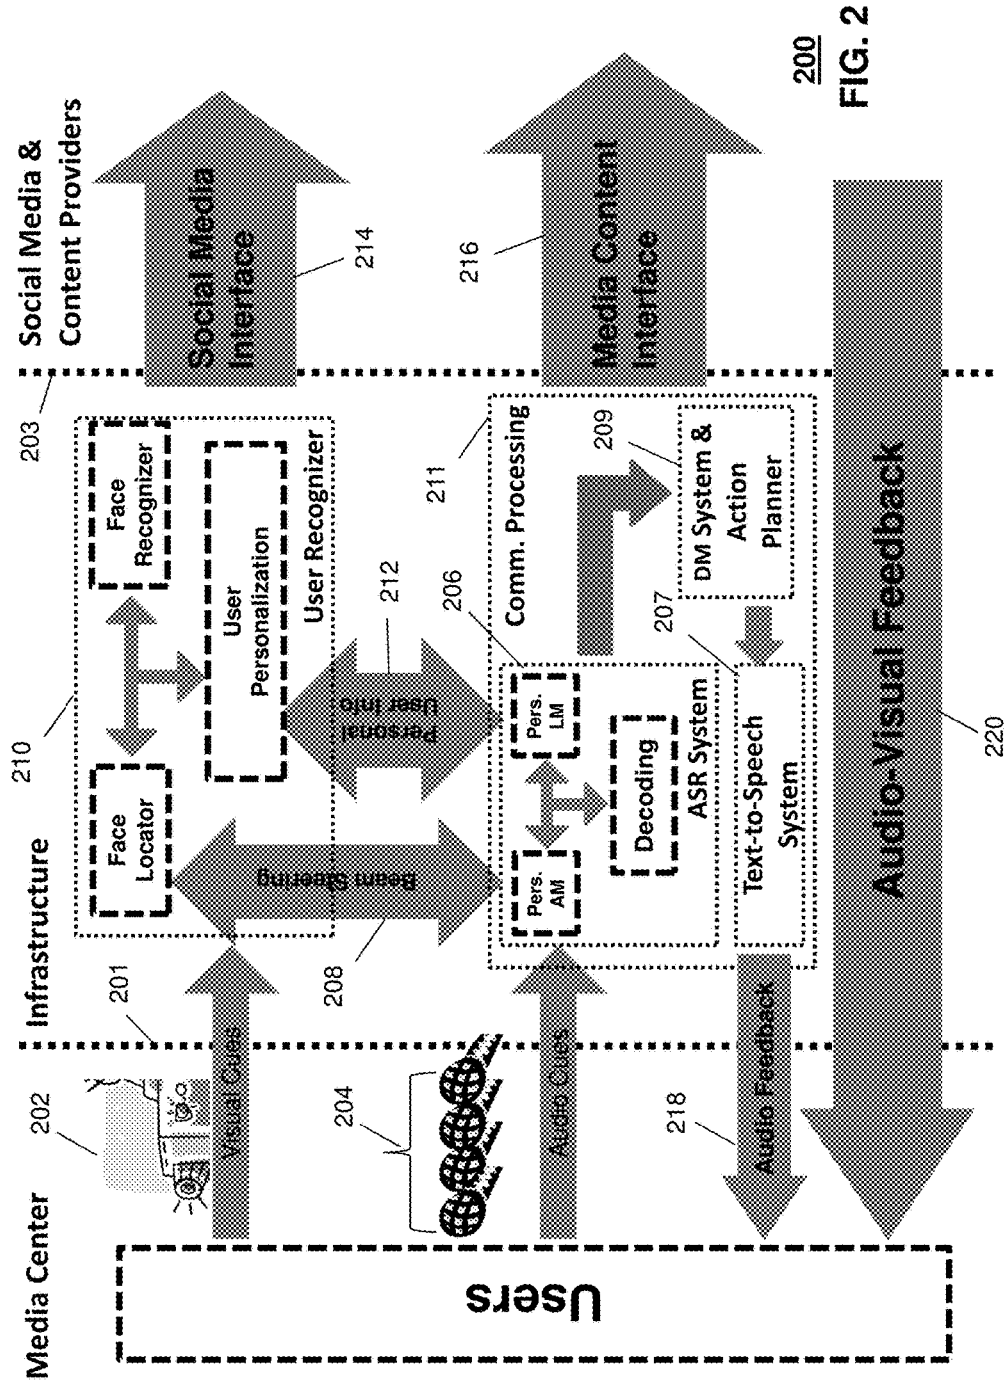 Media Center
Infrastructure
Social Media &
Content Providers
202
201
210
203
Visual Cues
Face
Locator
Face
Recognizer
User
Personalization
User Recognizer
Social Media
Interface
214
204
208
Beam Steering
Personal
User Info
212
206
211
216
Users
Audio Cues
Pers.
AM
Pers.
LM
Decoding
ASR System
Comm. Processing
209
DM System &
Action
Planner
Media Content
Interface
218
Audio Feedback
207
Text-to-Speech
System
Audio-Visual Feedback
220
200
FIG. 2